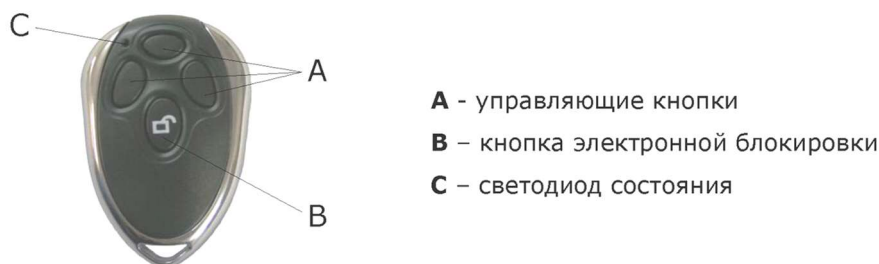 C
A
B
A - управляющие кнопки
B – кнопка электронной блокировки
C – светодиод состояния